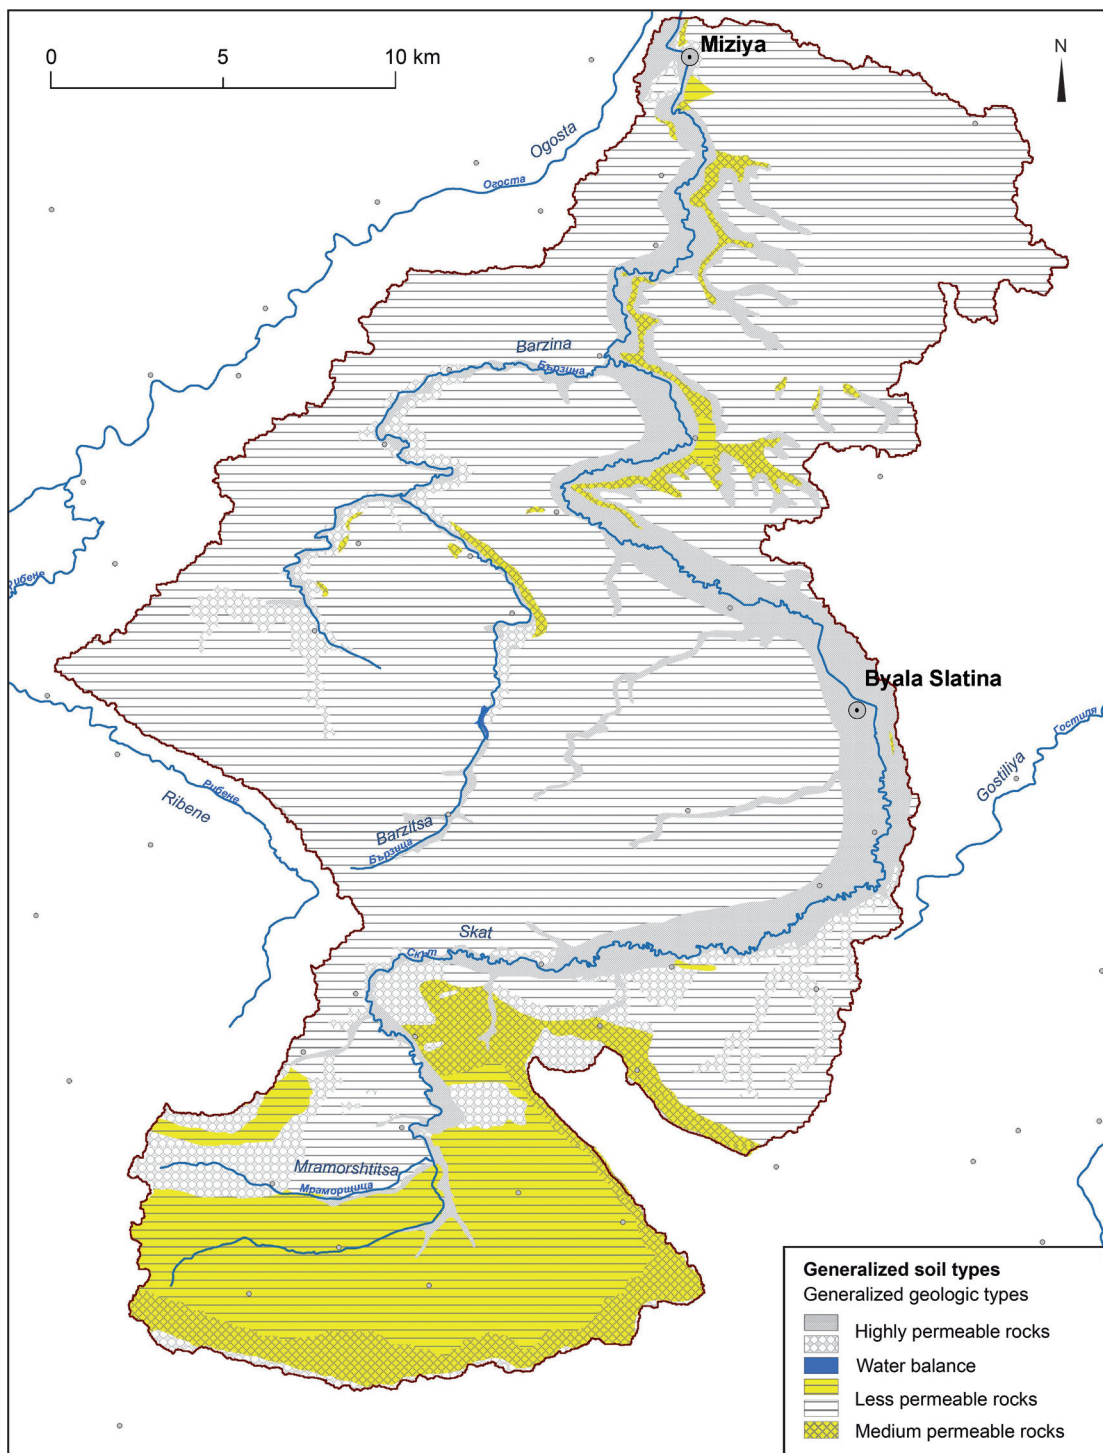 0 5 10 km
Miziya
N
Ogosta
Огоста
Barzina
Бързина
Рибене
Byala Slatina
Гостиля
Gostiliya
Рибене
Ribene
Barzitsa
Бързица
Skat
Скът
Mramorshtitsa
Мраморщица
Generalized soil types
Generalized geologic types
Highly permeable rocks
Water balance
Less permeable rocks
Medium permeable rocks